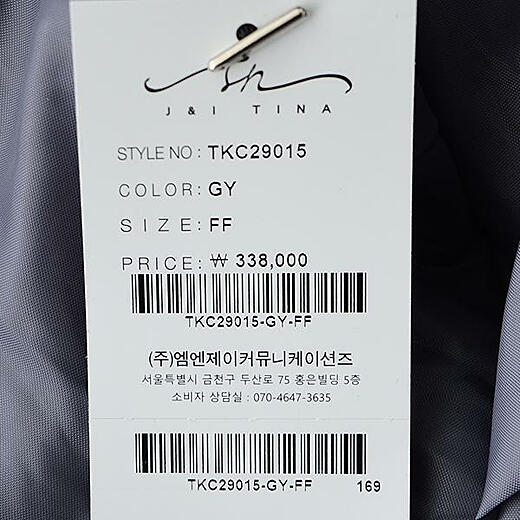 J & I TINA
STYLE NO : TKC29015
COLOR: GY
SIZE: FF
PRICE: ₩ 338,000
TKC29015-GY-FF
(주)엠엔제이커뮤니케이션즈
서울특별시 금천구 두산로 75 홍은빌딩 5층
소비자 상담실 : 070-4647-3635
TKC29015-GY-FF 169